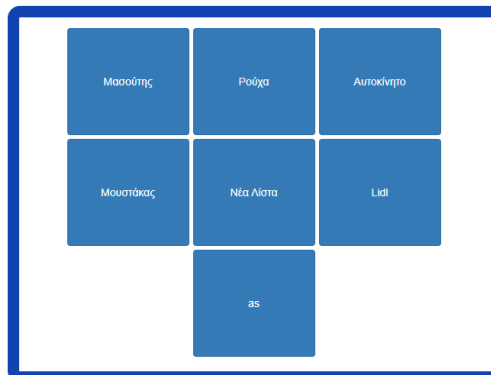 Μασούτης
Ρούχα
Αυτοκίνητο
Μουστάκας
Νέα Λίστα
Lidl
as